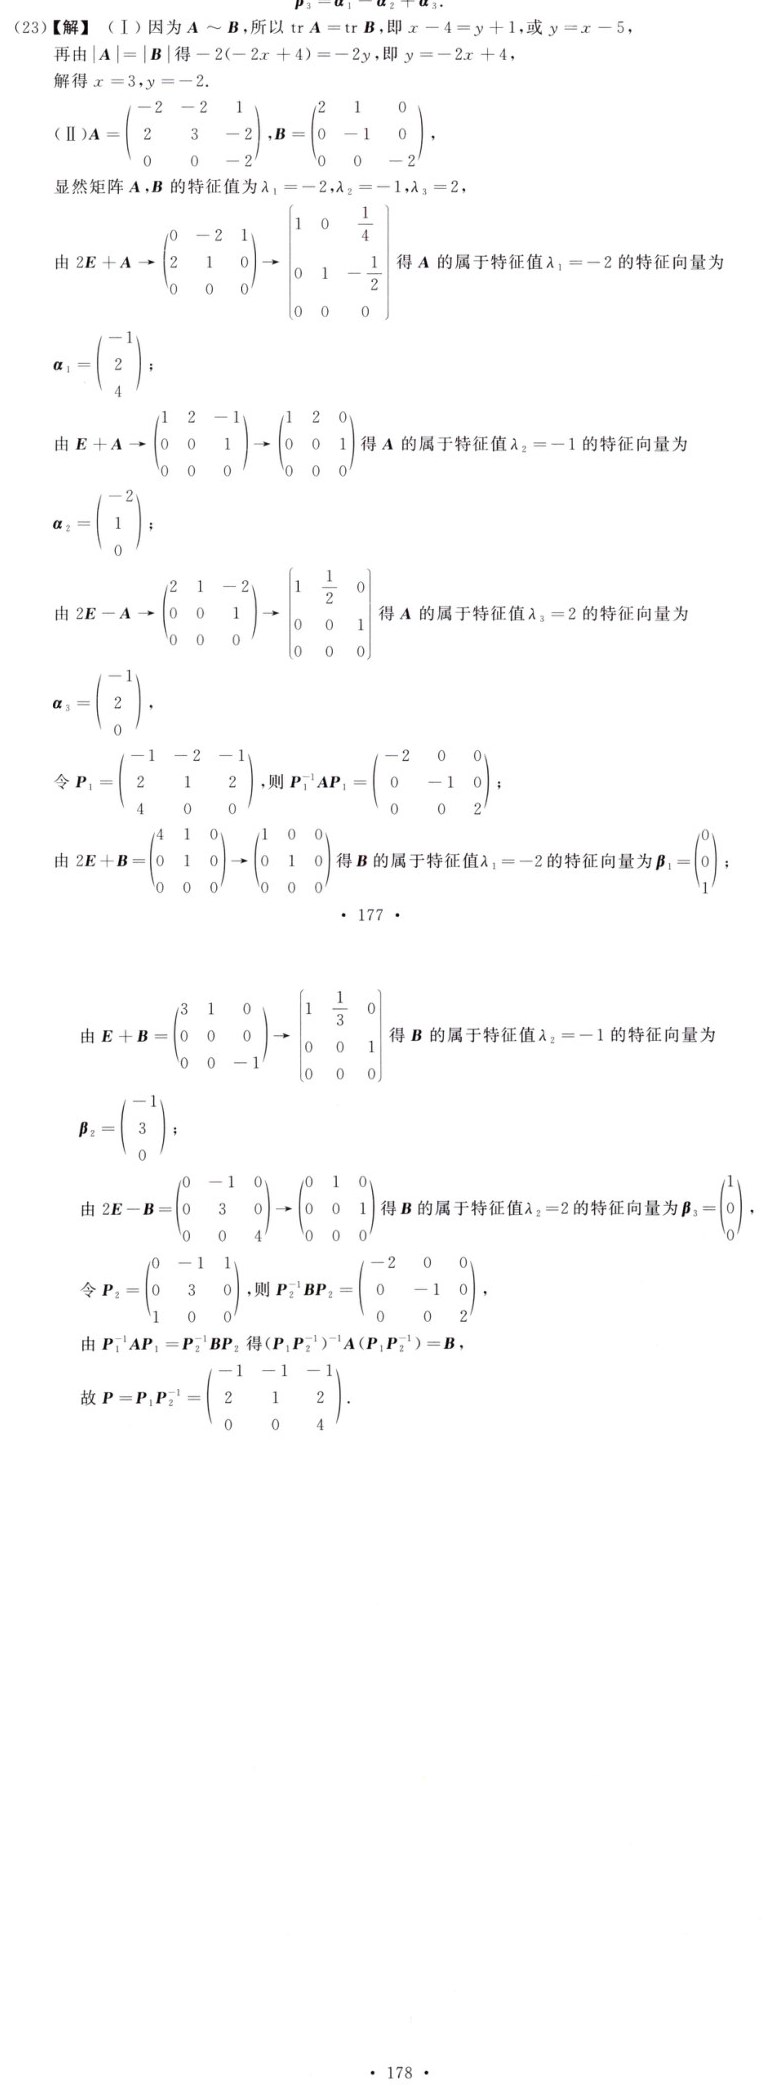 β₃=α₁-α₂+α₃.
(23)【解】 (Ⅰ)因为 A ~ B,所以 tr A = tr B,即 x-4=y+1,或 y=x-5,
再由|A|=|B|得-2(-2x+4)=-2y,即 y=-2x+4,
解得 x=3,y=-2.
(Ⅱ)A=(-2 -2 1; 2 3 -2; 0 0 -2),B=(2 1 0; 0 -1 0; 0 0 -2),
显然矩阵 A,B 的特征值为λ₁=-2,λ₂=-1,λ₃=2,
由 2E+A→(0 -2 1; 2 1 0; 0 0 0)→[1 0 1/4; 0 1 -1/2; 0 0 0] 得 A 的属于特征值λ₁=-2 的特征向量为
α₁=(-1; 2; 4);
由 E+A→(1 2 -1; 0 0 1; 0 0 0)→(1 2 0; 0 0 1; 0 0 0)得 A 的属于特征值λ₂=-1 的特征向量为
α₂=(-2; 1; 0);
由 2E-A→(2 1 -2; 0 0 1; 0 0 0)→[1 1/2 0; 0 0 1; 0 0 0] 得 A 的属于特征值λ₃=2 的特征向量为
α₃=(-1; 2; 0),
令 P₁=(-1 -2 -1; 2 1 2; 4 0 0),则 P₁⁻¹AP₁=(-2 0 0; 0 -1 0; 0 0 2);
由 2E+B=(4 1 0; 0 1 0; 0 0 0)→(1 0 0; 0 1 0; 0 0 0)得 B 的属于特征值λ₁=-2 的特征向量为β₁=(0; 0; 1);
· 177 ·
由 E+B=(3 1 0; 0 0 0; 0 0 -1)→[1 1/3 0; 0 0 1; 0 0 0] 得 B 的属于特征值λ₂=-1 的特征向量为
β₂=(-1; 3; 0);
由 2E-B=(0 -1 0; 0 3 0; 0 0 4)→(0 1 0; 0 0 1; 0 0 0)得 B 的属于特征值λ₂=2 的特征向量为β₃=(1; 0; 0),
令 P₂=(0 -1 1; 0 3 0; 1 0 0),则 P₂⁻¹BP₂=(-2 0 0; 0 -1 0; 0 0 2),
由 P₁⁻¹AP₁=P₂⁻¹BP₂ 得(P₁P₂⁻¹)⁻¹A(P₁P₂⁻¹)=B,
故 P=P₁P₂⁻¹=(-1 -1 -1; 2 1 2; 0 0 4).
· 178 ·